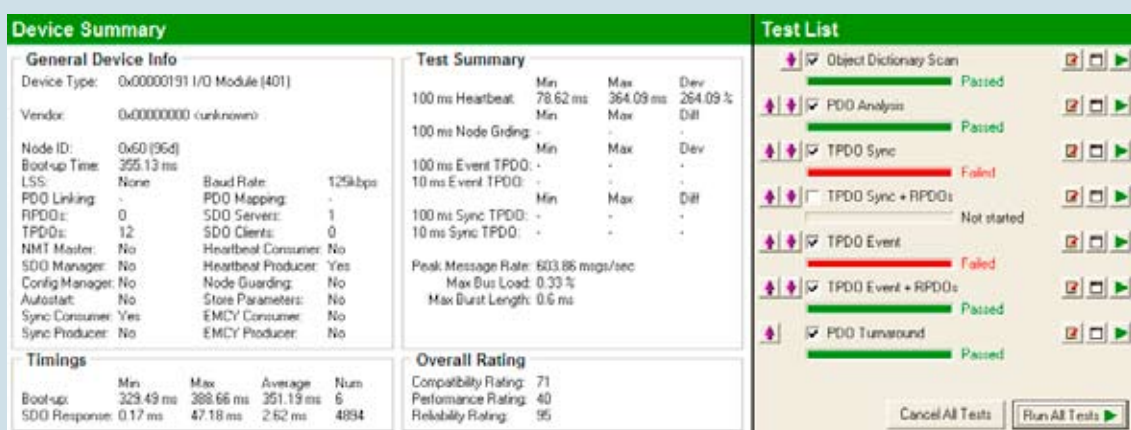 Device Summary
General Device Info
Device Type: 0x00000191 I/O Module (401)
Vendor: 0x00000000 <unknown>
Node ID: 0x60 (96d)
Boot-up Time: 355.13 ms
LSS: None Baud Rate: 125kbps
PDO Linking: - PDO Mapping: -
RPDOs: 0 SDO Servers: 1
TPDOs: 12 SDO Clients: 0
NMT Master: No Heartbeat Consumer: No
SDO Manager: No Heartbeat Producer: Yes
Config Manager: No Node Guarding: No
Autostart: No Store Parameters: No
Sync Consumer: Yes EMCY Consumer: No
Sync Producer: No EMCY Producer: No
Timings
Min Max Average Num
Boot-up: 329.49 ms 388.66 ms 351.19 ms 6
SDO Response: 0.17 ms 47.18 ms 2.62 ms 4894
Test Summary
Min Max Dev
100 ms Heartbeat: 78.62 ms 364.09 ms 264.09 %
Min Max Diff
100 ms Node Grding: - - -
Min Max Dev
100 ms Event TPDO: - - -
10 ms Event TPDO: - - -
Min Max Diff
100 ms Sync TPDO: - - -
10 ms Sync TPDO: - - -
Peak Message Rate: 603.86 msgs/sec
Max Bus Load: 0.33 %
Max Burst Length: 0.6 ms
Overall Rating
Compatibility Rating: 71
Performance Rating: 40
Reliability Rating: 95
Test List
Object Dictionary Scan
Passed
PDO Analysis
Passed
TPDO Sync
Failed
TPDO Sync + RPDOs
Not started
TPDO Event
Failed
TPDO Event + RPDOs
Passed
PDO Turnaround
Passed
Cancel All Tests Run All Tests